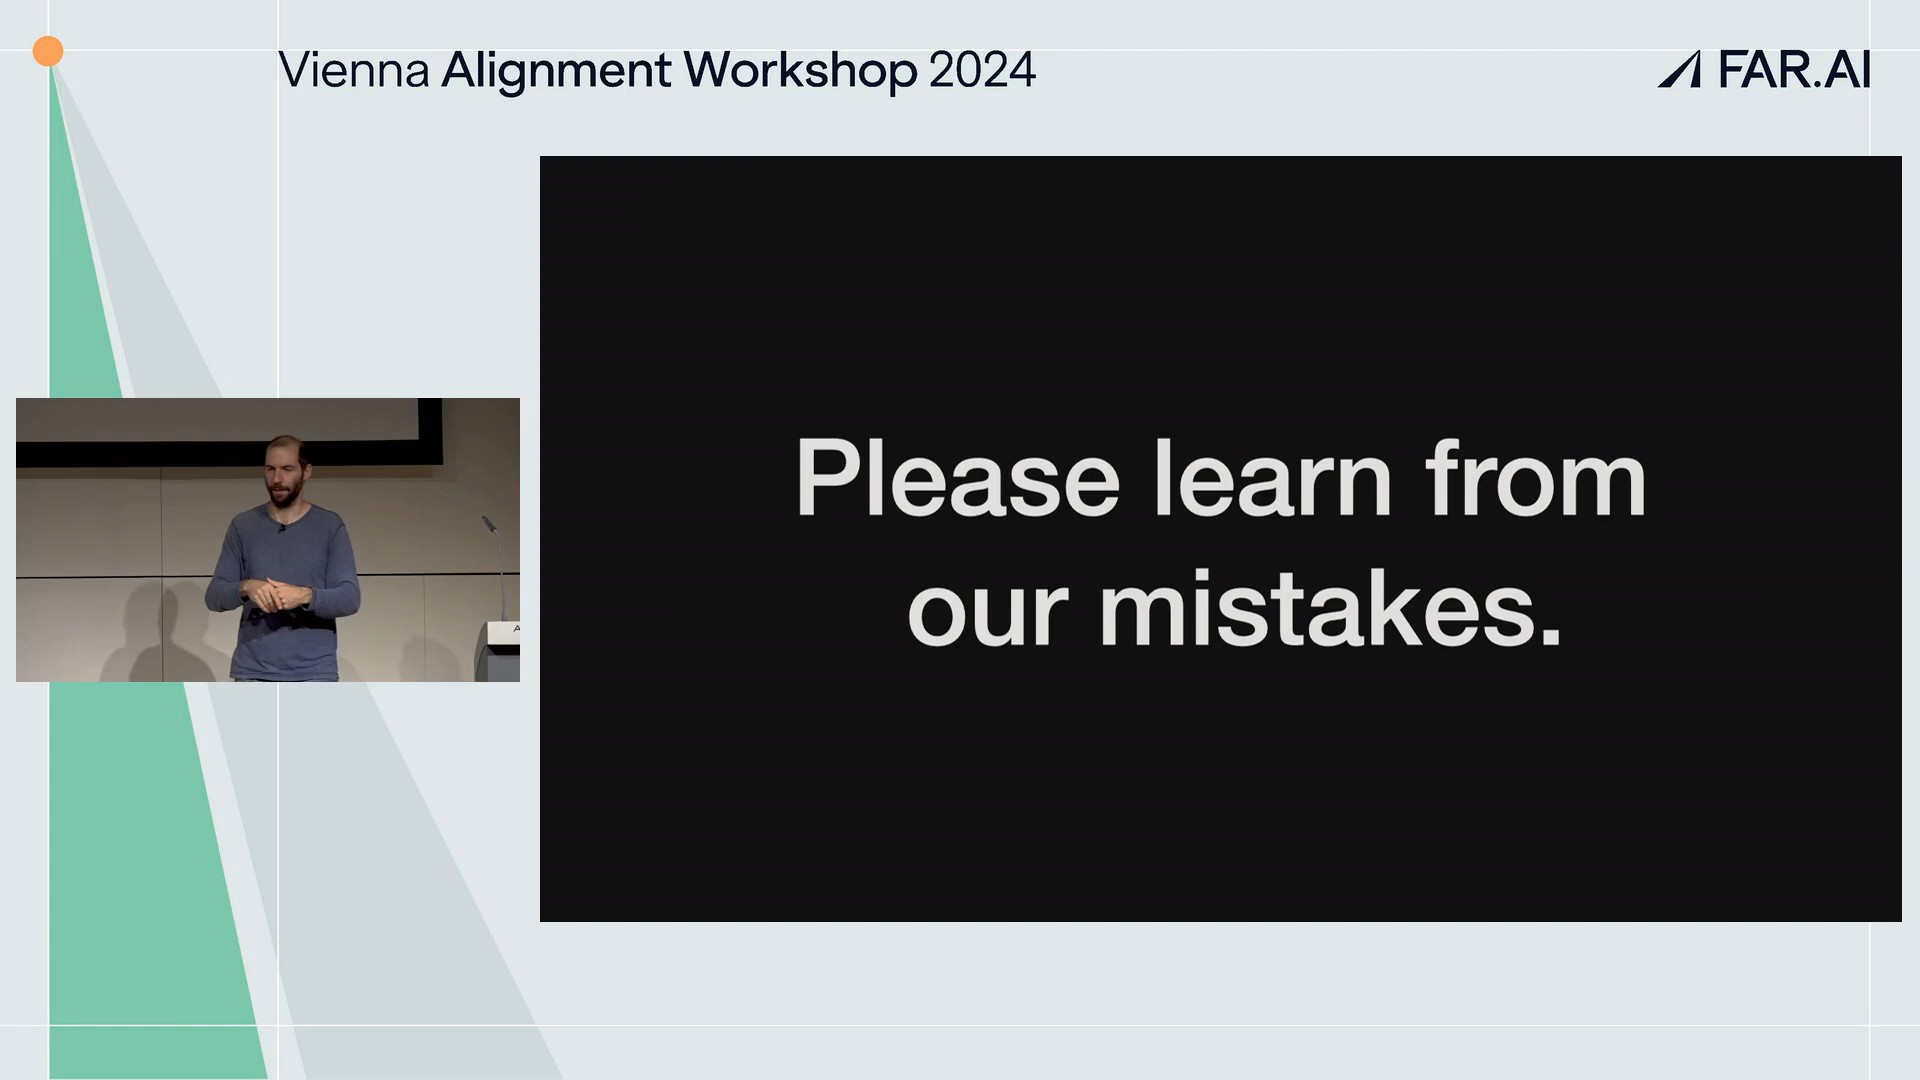 Vienna Alignment Workshop 2024
FAR.AI
Please learn from
our mistakes.